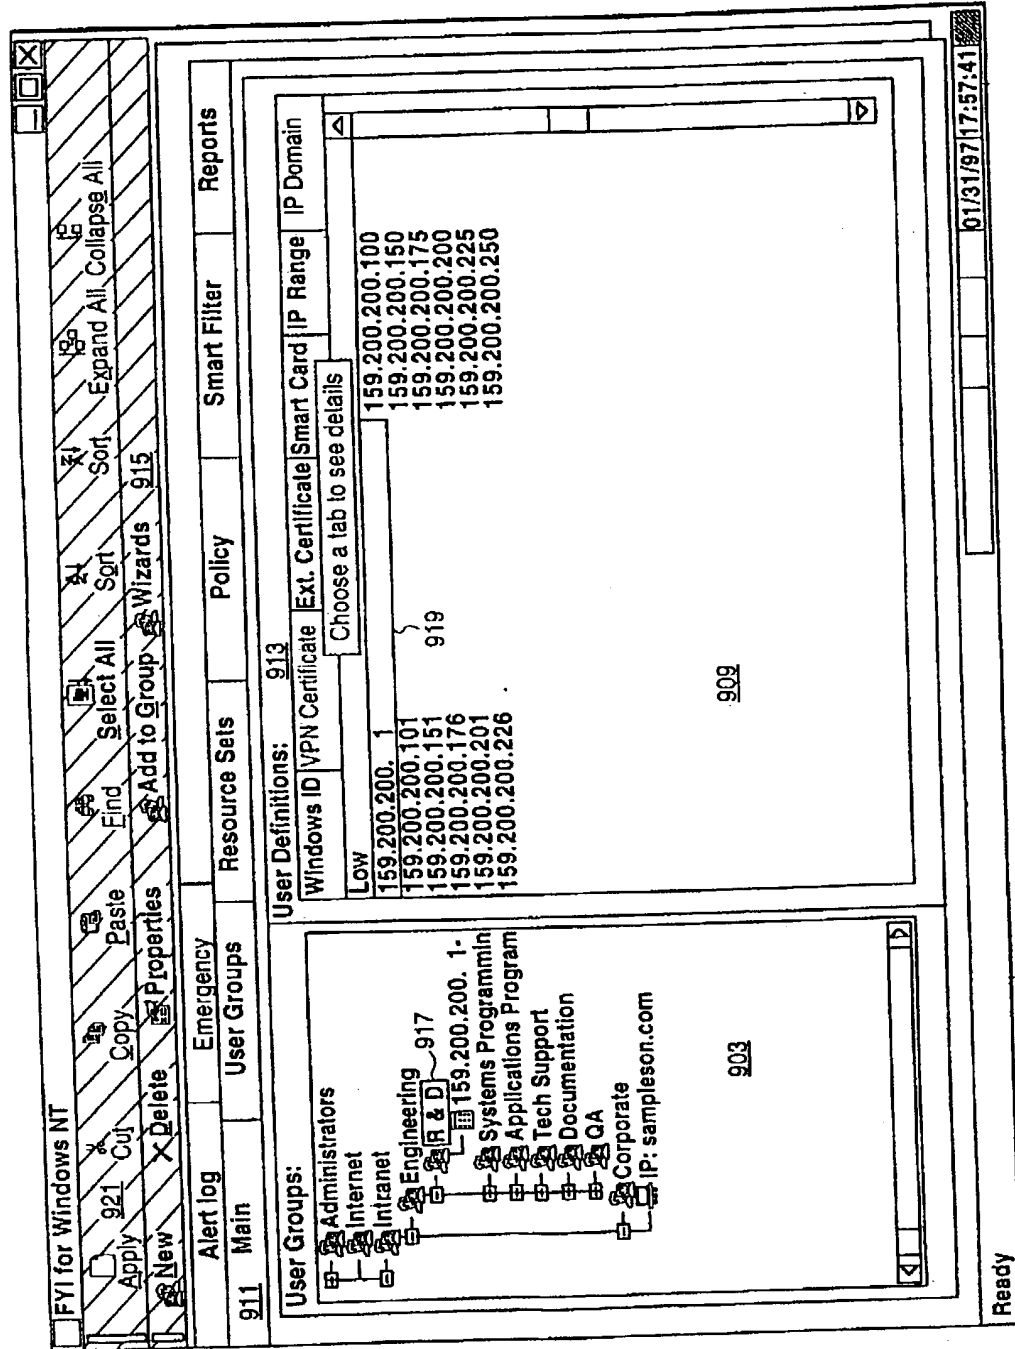 FYI for Windows NT
Apply 921 Cut Copy Paste Find Select All Sort Sort Expand All Collapse All
New Delete Properties Add to Group Wizards 915
Alert log Emergency
911 Main User Groups Resource Sets Policy Smart Filter Reports
User Groups:
Administrators
Internet
Intranet
Engineering
R & D 917
159.200.200. 1-
Systems Programmin
Applications Program
Tech Support
Documentation
QA
Corporate
IP: sampleson.com
903
User Definitions: 913
Windows ID VPN Certificate Ext. Certificate Smart Card IP Range IP Domain
Choose a tab to see details
Low
159.200.200. 1 159.200.200.100
159.200.200.101 159.200.200.150
159.200.200.151 159.200.200.175
159.200.200.176 159.200.200.200
159.200.200.201 159.200.200.225
159.200.200.226 159.200.200.250
919
909
Ready 01/31/97 17:57:41